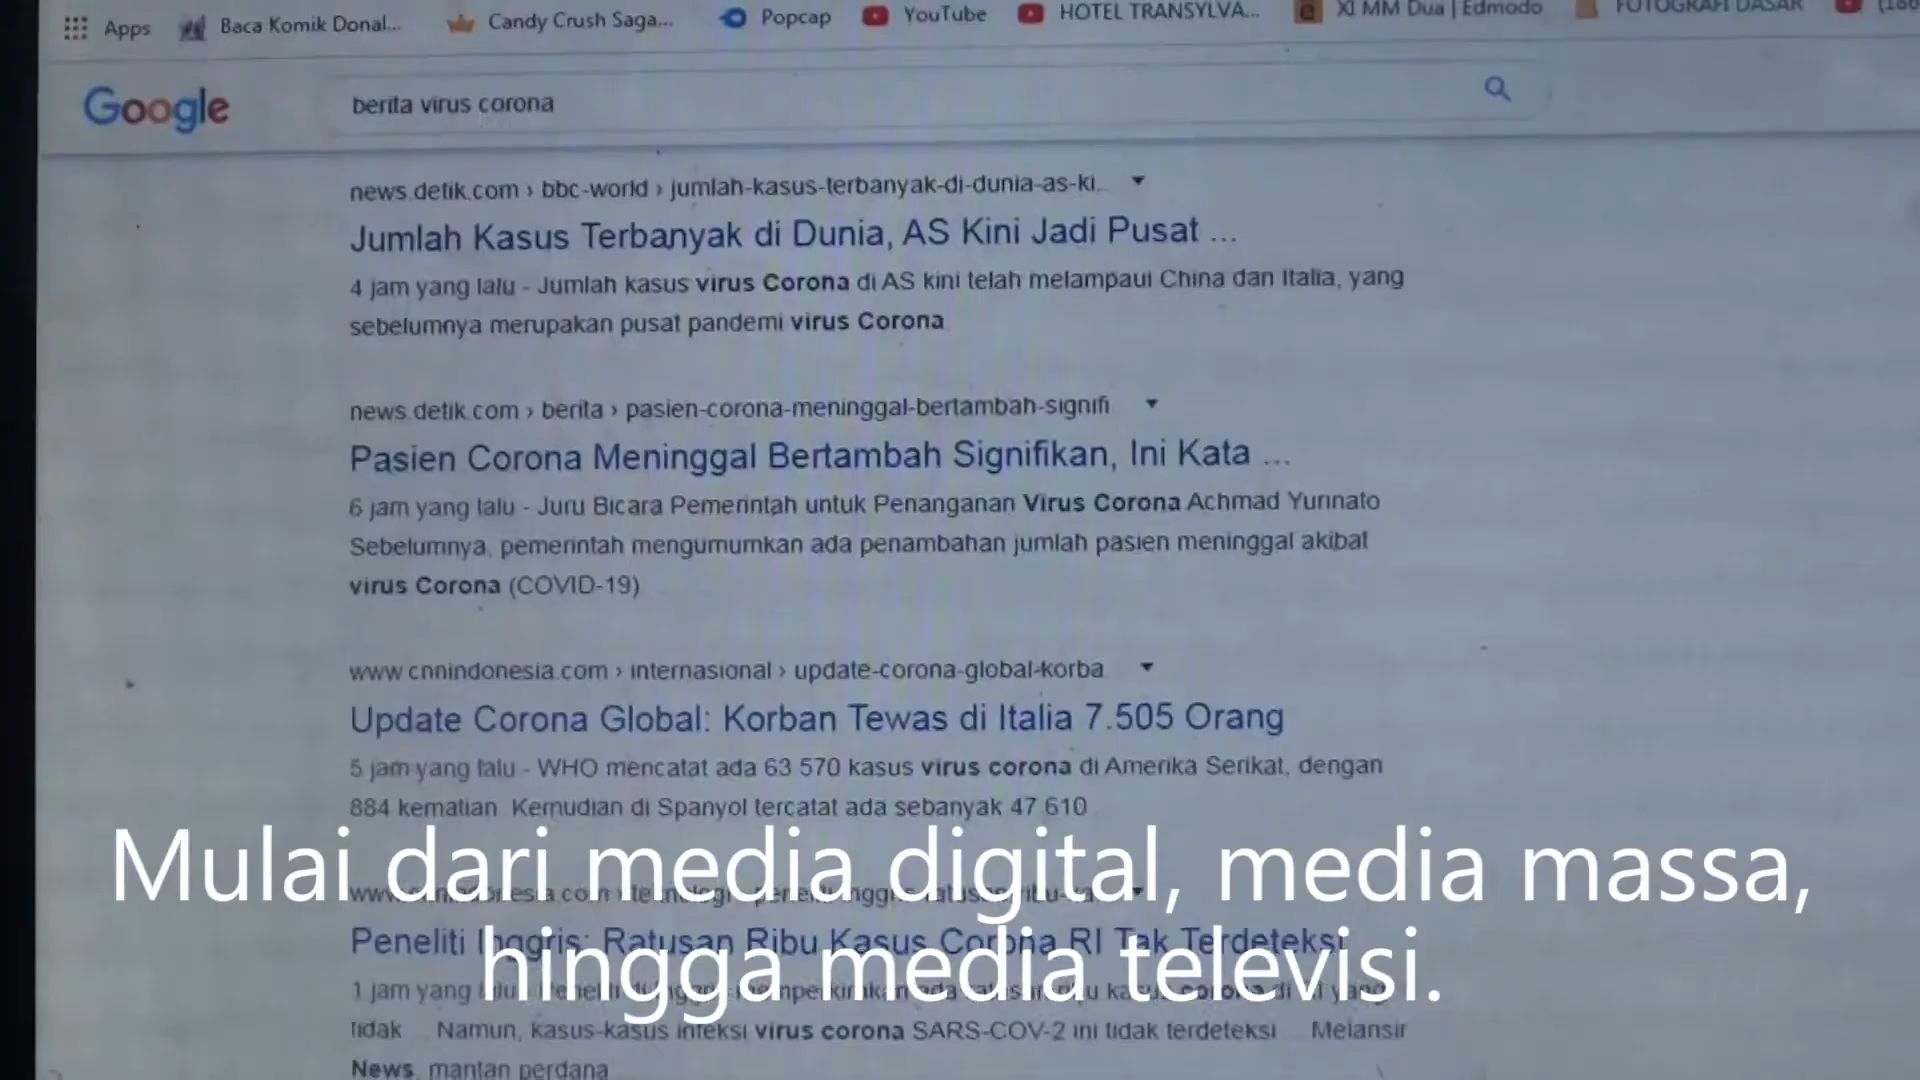 Apps Baca Komik Donal... Candy Crush Saga... Popcap YouTube HOTEL TRANSYLVA... XI MM Dua | Edmodo FOTOGRAFI DASAR
Google berita virus corona
news.detik.com › bbc-world › jumlah-kasus-terbanyak-di-dunia-as-ki...
Jumlah Kasus Terbanyak di Dunia, AS Kini Jadi Pusat ...
4 jam yang lalu - Jumlah kasus virus Corona di AS kini telah melampaui China dan Italia, yang
sebelumnya merupakan pusat pandemi virus Corona
news.detik.com › berita › pasien-corona-meninggal-bertambah-signifi
Pasien Corona Meninggal Bertambah Signifikan, Ini Kata ...
6 jam yang lalu - Juru Bicara Pemerintah untuk Penanganan Virus Corona Achmad Yurinato
Sebelumnya, pemerintah mengumumkan ada penambahan jumlah pasien meninggal akibat
virus Corona (COVID-19)
www.cnnindonesia.com › internasional › update-corona-global-korba
Update Corona Global: Korban Tewas di Italia 7.505 Orang
5 jam yang lalu - WHO mencatat ada 63 570 kasus virus corona di Amerika Serikat, dengan
884 kematian Kemudian di Spanyol tercatat ada sebanyak 47 610
Mulai dari media digital, media massa,
Peneliti Inggris: Ratusan Ribu Kasus Corona RI Tak Terdeteksi
hingga media televisi.
1 jam yang
tidak ... Namun, kasus-kasus infeksi virus corona SARS-COV-2 ini tidak terdeteksi ... Melansir
News, mantan perdana